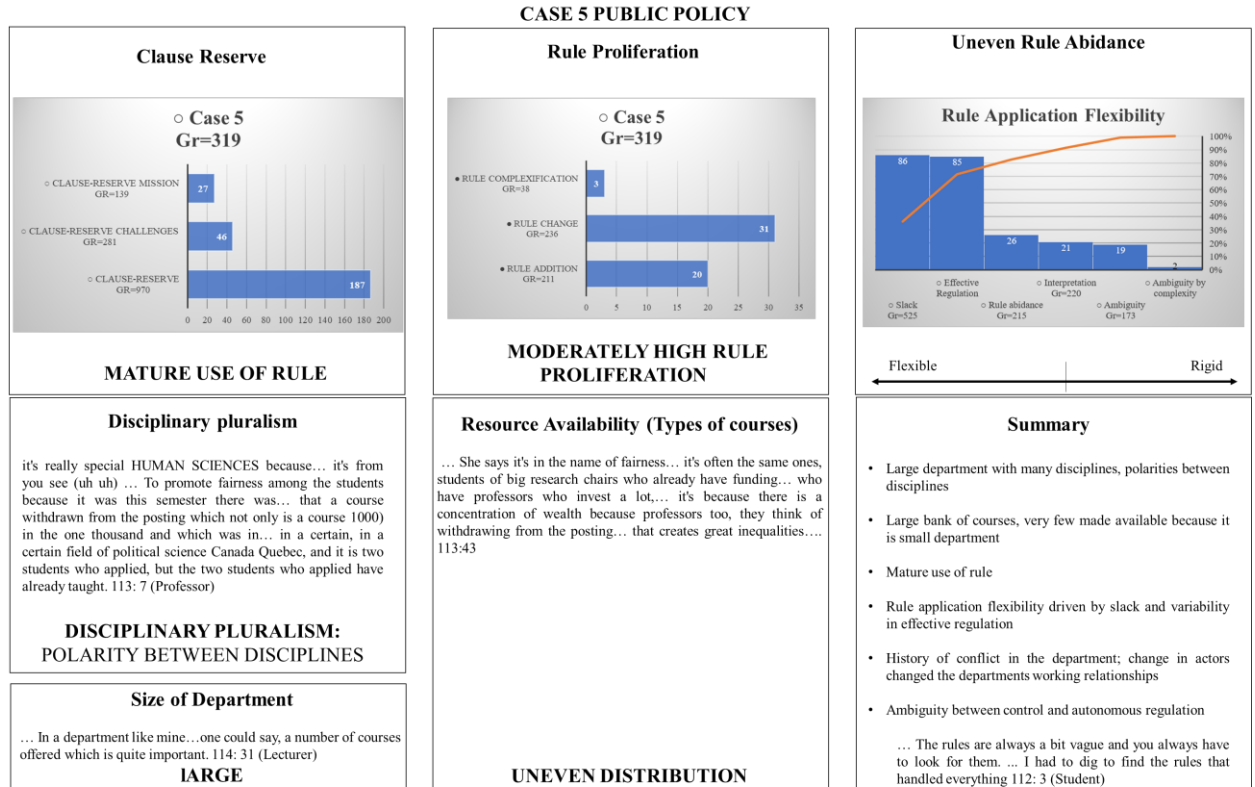 CASE 5 PUBLIC POLICY
Clause Reserve
○ Case 5
Gr=319
○ CLAUSE-RESERVE MISSION
GR=139
27
○ CLAUSE-RESERVE CHALLENGES
GR=281
46
○ CLAUSE-RESERVE
GR=970
187
0 20 40 60 80 100 120 140 160 180 200
MATURE USE OF RULE
Rule Proliferation
○ Case 5
Gr=319
● RULE COMPLEXIFICATION
GR=38
3
● RULE CHANGE
GR=236
31
● RULE ADDITION
GR=211
20
0 5 10 15 20 25 30 35
MODERATELY HIGH RULE
PROLIFERATION
Uneven Rule Abidance
Rule Application Flexibility
86 85 26 21 19 2
100%
90%
80%
70%
60%
50%
40%
30%
20%
10%
0%
○ Slack
Gr=525
○ Effective
Regulation
○ Rule abidance
Gr=215
○ Interpretation
Gr=220
○ Ambiguity
Gr=173
○ Ambiguity by
complexity
Flexible Rigid
Disciplinary pluralism
it's really special HUMAN SCIENCES because… it's from
you see (uh uh) … To promote fairness among the students
because it was this semester there was… that a course
withdrawn from the posting which not only is a course 1000)
in the one thousand and which was in… in a certain, in a
certain field of political science Canada Quebec, and it is two
students who applied, but the two students who applied have
already taught. 113: 7 (Professor)
DISCIPLINARY PLURALISM:
POLARITY BETWEEN DISCIPLINES
Size of Department
… In a department like mine…one could say, a number of courses
offered which is quite important. 114: 31 (Lecturer)
lARGE
Resource Availability (Types of courses)
… She says it's in the name of fairness… it's often the same ones,
students of big research chairs who already have funding… who
have professors who invest a lot,… it's because there is a
concentration of wealth because professors too, they think of
withdrawing from the posting… that creates great inequalities….
113:43
UNEVEN DISTRIBUTION
Summary
• Large department with many disciplines, polarities between
disciplines
• Large bank of courses, very few made available because it
is small department
• Mature use of rule
• Rule application flexibility driven by slack and variability
in effective regulation
• History of conflict in the department; change in actors
changed the departments working relationships
• Ambiguity between control and autonomous regulation
… The rules are always a bit vague and you always have
to look for them. ... I had to dig to find the rules that
handled everything 112: 3 (Student)